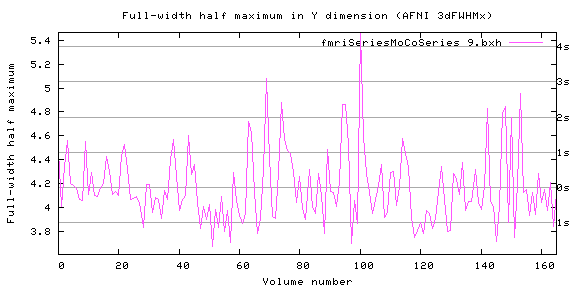 Full-width half maximum in Y dimension (AFNI 3dFWHMx)
fmriSeriesMoCoSeries_9.bxh
Full-width half maximum
5.4
5.2
5
4.8
4.6
4.4
4.2
4
3.8
4s
3s
2s
1s
0s
1s
0 20 40 60 80 100 120 140 160
Volume number